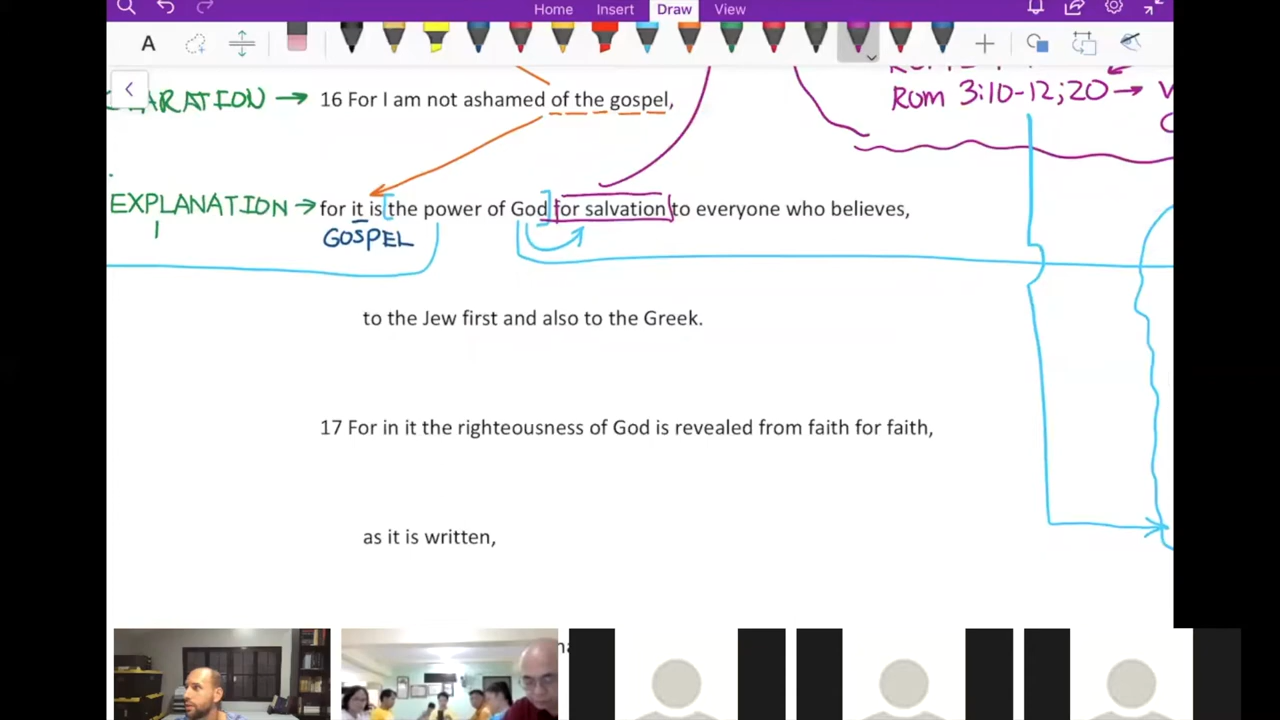 Home Insert Draw View
A
ARATION → 16 For I am not ashamed of the gospel,
Rom 3:10-12;20 →
EXPLANATION → for it is [the power of God] for salvation to everyone who believes,
GOSPEL
to the Jew first and also to the Greek.
17 For in it the righteousness of God is revealed from faith for faith,
as it is written,